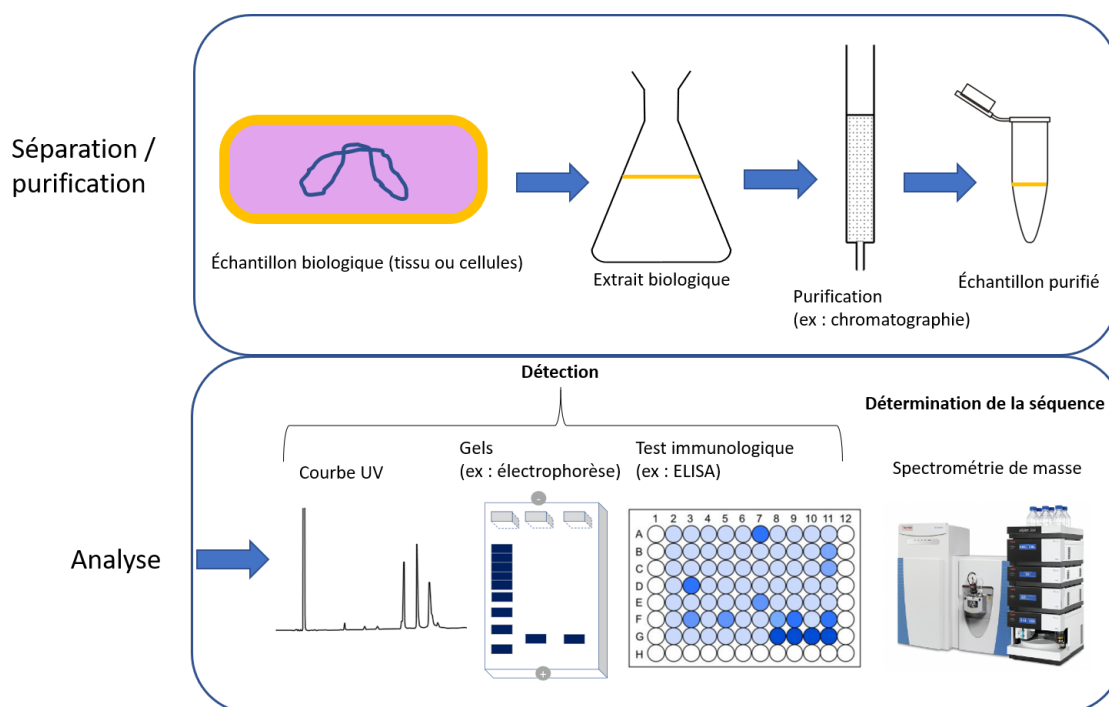 Séparation /
purification
Échantillon biologique (tissu ou cellules)
Extrait biologique
Purification
(ex : chromatographie)
Échantillon purifié
Détection
Détermination de la séquence
Courbe UV
Gels
(ex : électrophorèse)
Test immunologique
(ex : ELISA)
Spectrométrie de masse
Analyse
-
+
1 2 3 4 5 6 7 8 9 10 11 12
A
B
C
D
E
F
G
H